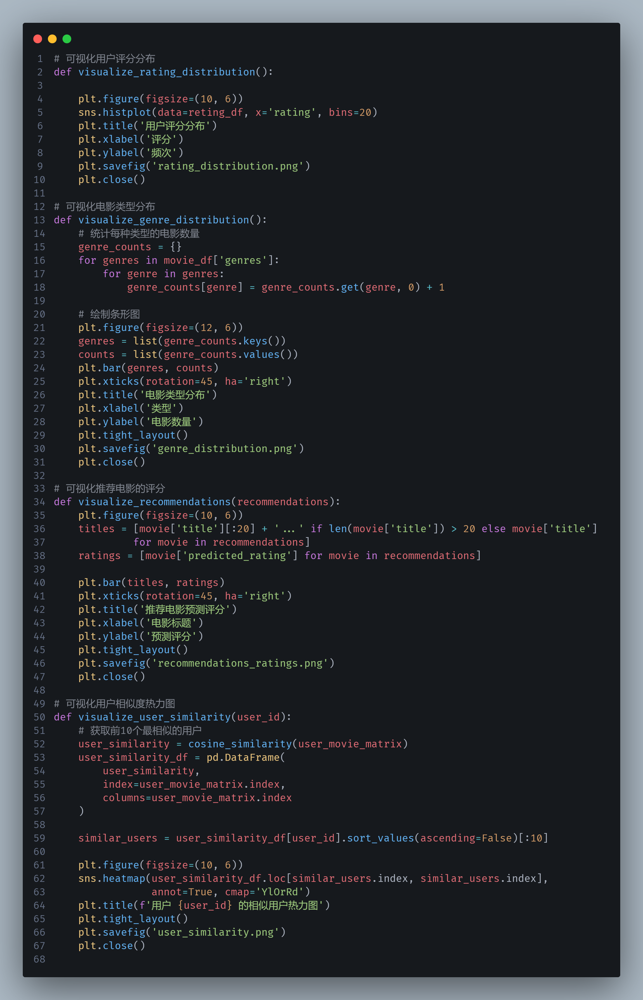 1 # 可视化用户评分分布
2 def visualize_rating_distribution():
3
4     plt.figure(figsize=(10, 6))
5     sns.histplot(data=reting_df, x='rating', bins=20)
6     plt.title('用户评分分布')
7     plt.xlabel('评分')
8     plt.ylabel('频次')
9     plt.savefig('rating_distribution.png')
10     plt.close()
11
12 # 可视化电影类型分布
13 def visualize_genre_distribution():
14     # 统计每种类型的电影数量
15     genre_counts = {}
16     for genres in movie_df['genres']:
17         for genre in genres:
18             genre_counts[genre] = genre_counts.get(genre, 0) + 1
19
20     # 绘制条形图
21     plt.figure(figsize=(12, 6))
22     genres = list(genre_counts.keys())
23     counts = list(genre_counts.values())
24     plt.bar(genres, counts)
25     plt.xticks(rotation=45, ha='right')
26     plt.title('电影类型分布')
27     plt.xlabel('类型')
28     plt.ylabel('电影数量')
29     plt.tight_layout()
30     plt.savefig('genre_distribution.png')
31     plt.close()
32
33 # 可视化推荐电影的评分
34 def visualize_recommendations(recommendations):
35     plt.figure(figsize=(10, 6))
36     titles = [movie['title'][:20] + '...' if len(movie['title']) > 20 else movie['title']
37              for movie in recommendations]
38     ratings = [movie['predicted_rating'] for movie in recommendations]
39
40     plt.bar(titles, ratings)
41     plt.xticks(rotation=45, ha='right')
42     plt.title('推荐电影预测评分')
43     plt.xlabel('电影标题')
44     plt.ylabel('预测评分')
45     plt.tight_layout()
46     plt.savefig('recommendations_ratings.png')
47     plt.close()
48
49 # 可视化用户相似度热力图
50 def visualize_user_similarity(user_id):
51     # 获取前10个最相似的用户
52     user_similarity = cosine_similarity(user_movie_matrix)
53     user_similarity_df = pd.DataFrame(
54         user_similarity,
55         index=user_movie_matrix.index,
56         columns=user_movie_matrix.index
57     )
58
59     similar_users = user_similarity_df[user_id].sort_values(ascending=False)[:10]
60
61     plt.figure(figsize=(10, 6))
62     sns.heatmap(user_similarity_df.loc[similar_users.index, similar_users.index],
63                 annot=True, cmap='YlOrRd')
64     plt.title(f'用户 {user_id} 的相似用户热力图')
65     plt.tight_layout()
66     plt.savefig('user_similarity.png')
67     plt.close()
68